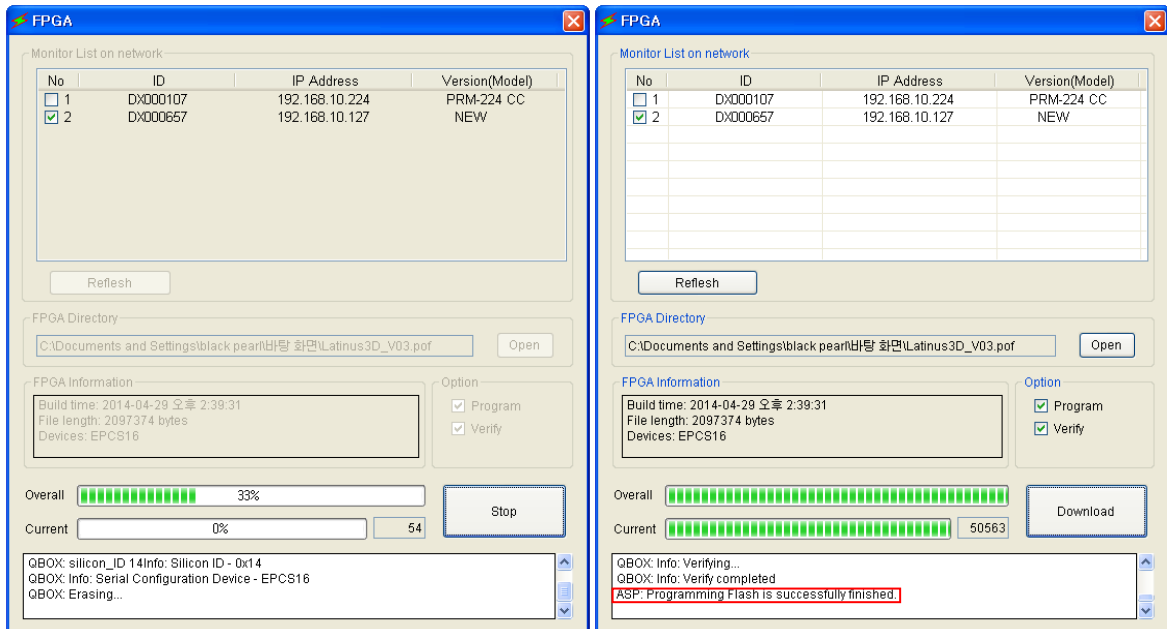 FPGA
Monitor List on network
No ID IP Address Version(Model)
1 DX000107 192.168.10.224 PRM-224 CC
2 DX000657 192.168.10.127 NEW
Reflesh
FPGA Directory
C:\Documents and Settings\black pearl\바탕 화면\Latinus3D_V03.pof Open
FPGA Information
Build time: 2014-04-29 오후 2:39:31
File length: 2097374 bytes
Devices: EPCS16
Option
Program
Verify
Overall 33%
Current 0% 54
Stop
QBOX: silicon_ID 14Info: Silicon ID - 0x14
QBOX: Info: Serial Configuration Device - EPCS16
QBOX: Erasing...
FPGA
Monitor List on network
No ID IP Address Version(Model)
1 DX000107 192.168.10.224 PRM-224 CC
2 DX000657 192.168.10.127 NEW
Reflesh
FPGA Directory
C:\Documents and Settings\black pearl\바탕 화면\Latinus3D_V03.pof Open
FPGA Information
Build time: 2014-04-29 오후 2:39:31
File length: 2097374 bytes
Devices: EPCS16
Option
Program
Verify
Overall
Current 50563
Download
QBOX: Info: Verifying...
QBOX: Info: Verify completed
ASP: Programming Flash is successfully finished.